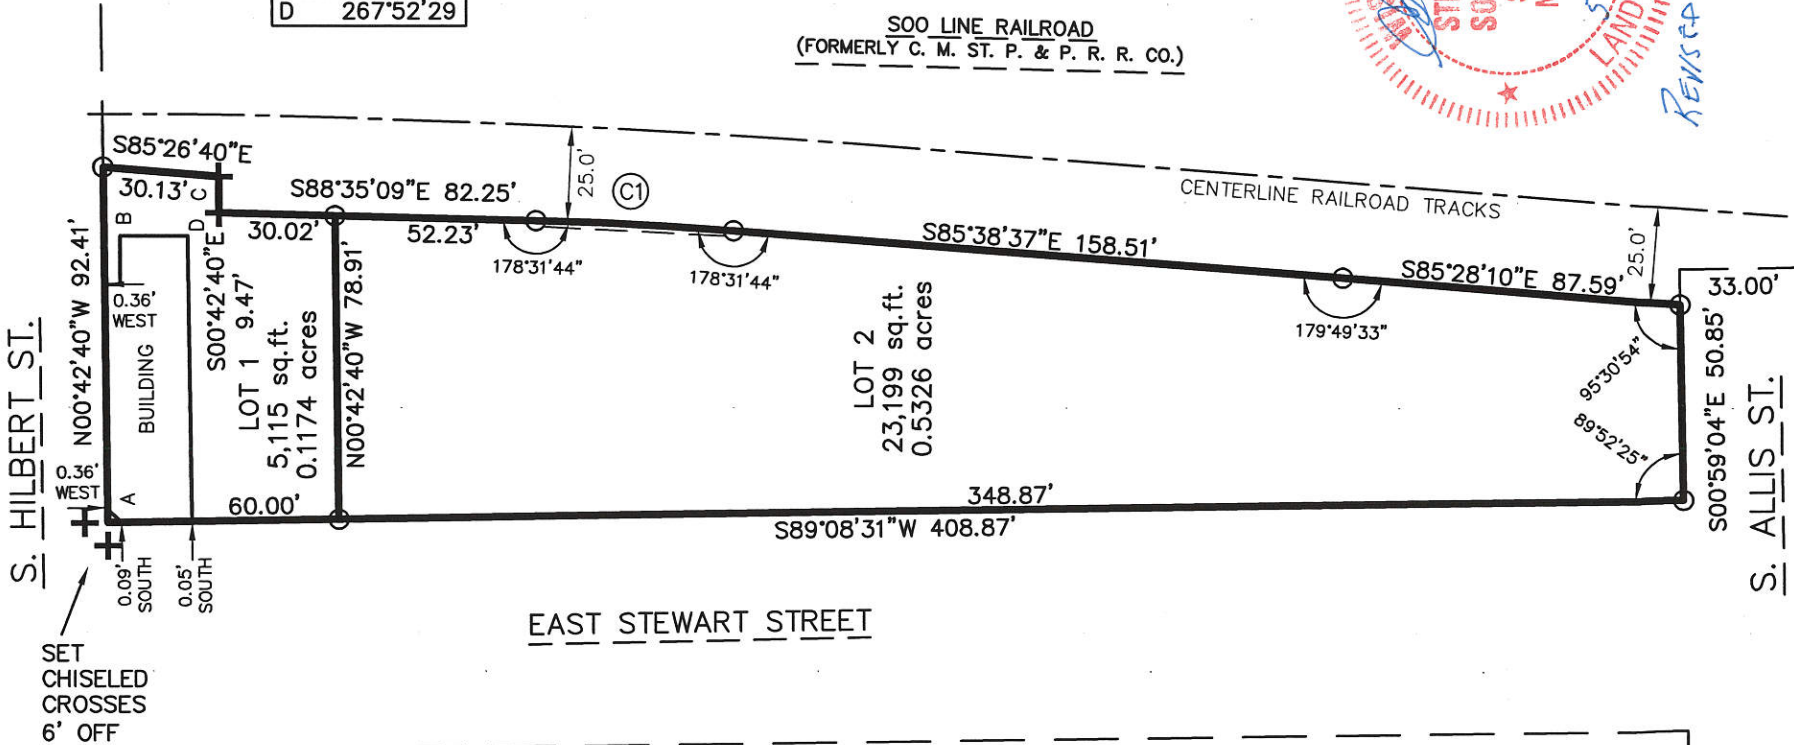 D 267°52'29
SOO LINE RAILROAD
(FORMERLY C. M. ST. P. & P. R. R. CO.)
LAND
REVISED
S85°26'40"E
30.13'
C
B
D
S88°35'09"E 82.25'
30.02'
52.23'
25.0'
C1
178°31'44"
178°31'44"
CENTERLINE RAILROAD TRACKS
S85°38'37"E 158.51'
S85°28'10"E 87.59'
25.0'
33.00'
179°49'33"
95°30'54"
89°52'25"
S00°59'04"E 50.85'
S. ALLIS ST.
S. HILBERT ST.
N00°42'40"W 92.41'
0.36'
WEST
BUILDING
S00°42'40"E
9.47'
LOT 1
5,115 sq.ft.
0.1174 acres
N00°42'40"W 78.91'
LOT 2
23,199 sq.ft.
0.5326 acres
0.36'
WEST
A
60.00'
348.87'
S89°08'31"W 408.87'
0.09'
SOUTH
0.05'
SOUTH
EAST STEWART STREET
SET
CHISELED
CROSSES
6' OFF